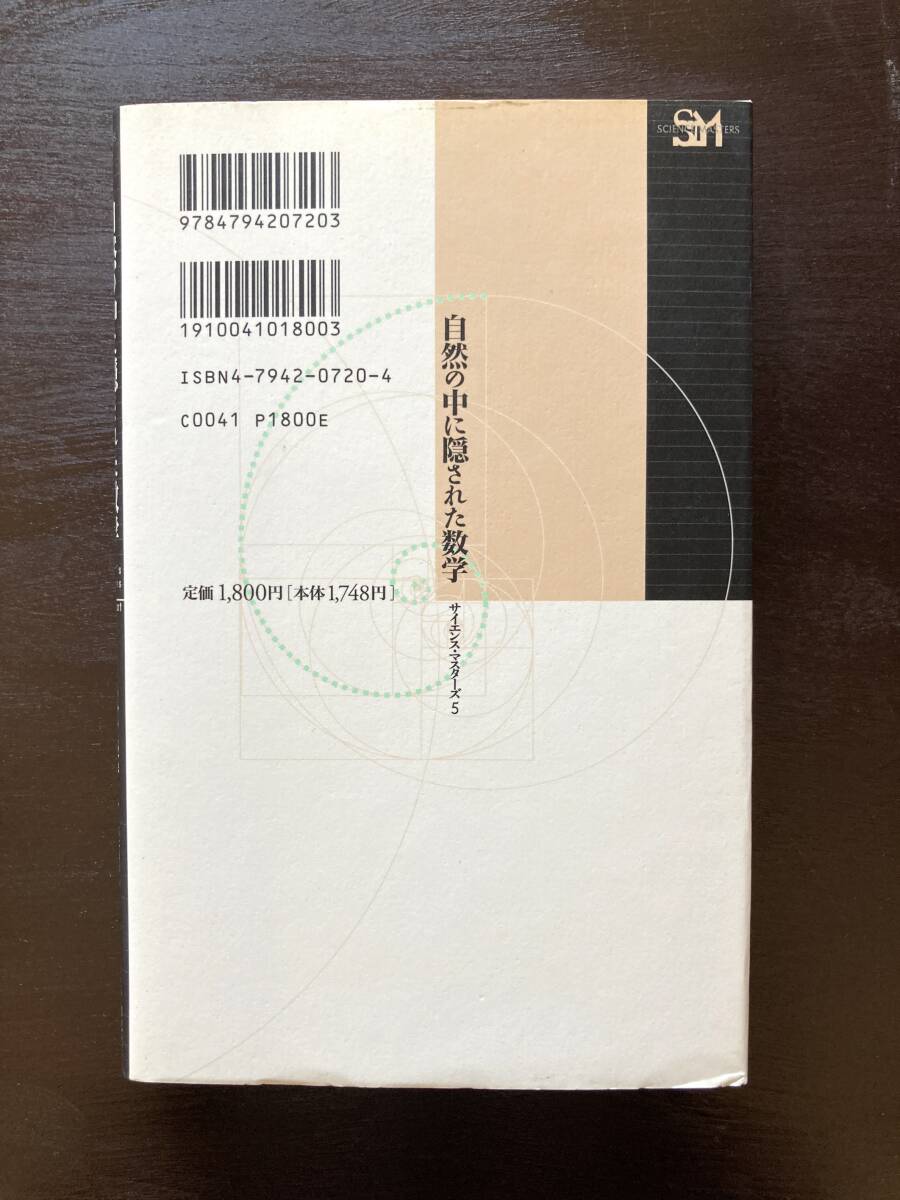 SCIENCE MASTERS
SM
9784794207203
1910041018003
ISBN4-7942-0720-4
C0041 P1800E
定価1,800円[本体1,748円]
自然の中に隠された数学
サイエンス・マスターズ5